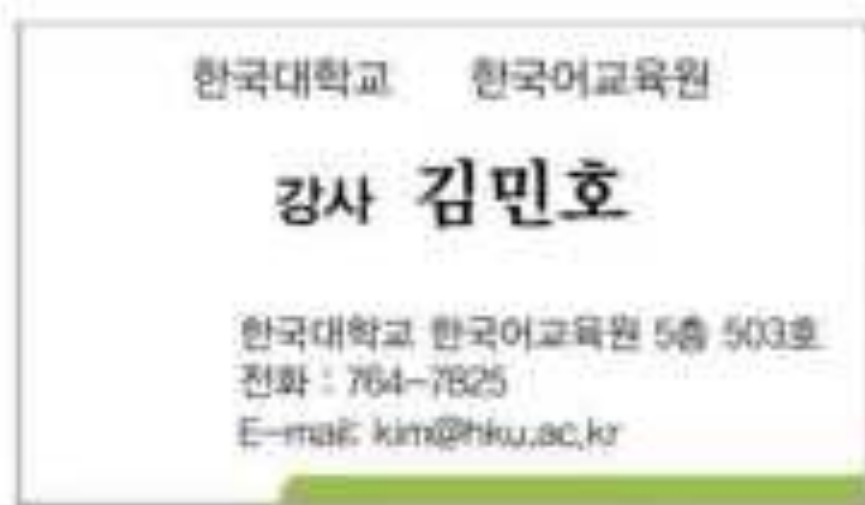 한국대학교 한국어교육원
강사 김민호
한국대학교 한국어교육원 5층 503호
전화 : 764-7825
E-mail: kim@hku.ac.kr